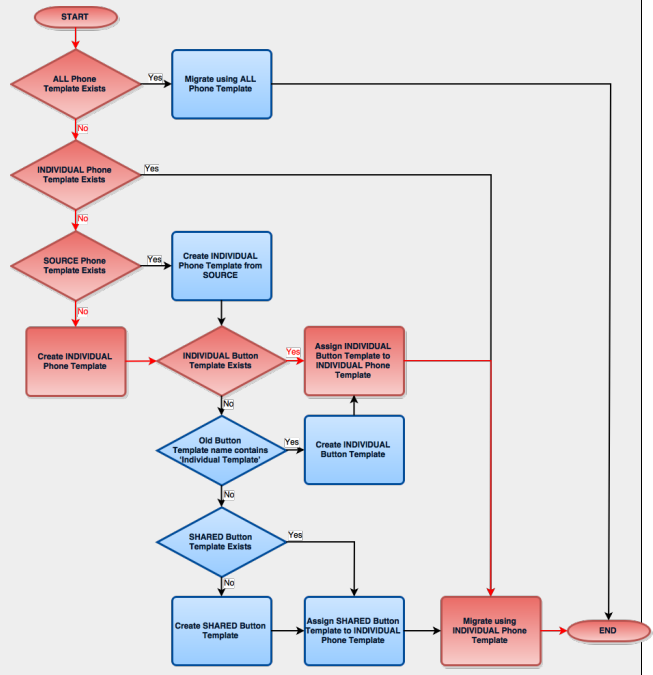 START
ALL Phone
Template Exists
Yes
Migrate using ALL
Phone Template
No
INDIVIDUAL Phone
Template Exists
Yes
No
SOURCE Phone
Template Exists
Yes
Create INDIVIDUAL
Phone Template from
SOURCE
No
Create INDIVIDUAL
Phone Template
INDIVIDUAL Button
Template Exists
Yes
Assign INDIVIDUAL
Button Template to
INDIVIDUAL Phone
Template
No
Old Button
Template name contains
'Individual Template'
Yes
Create INDIVIDUAL
Button Template
No
SHARED Button
Template Exists
Yes
No
Create SHARED Button
Template
Assign SHARED Button
Template to INDIVIDUAL
Phone Template
Migrate using
INDIVIDUAL Phone
Template
END